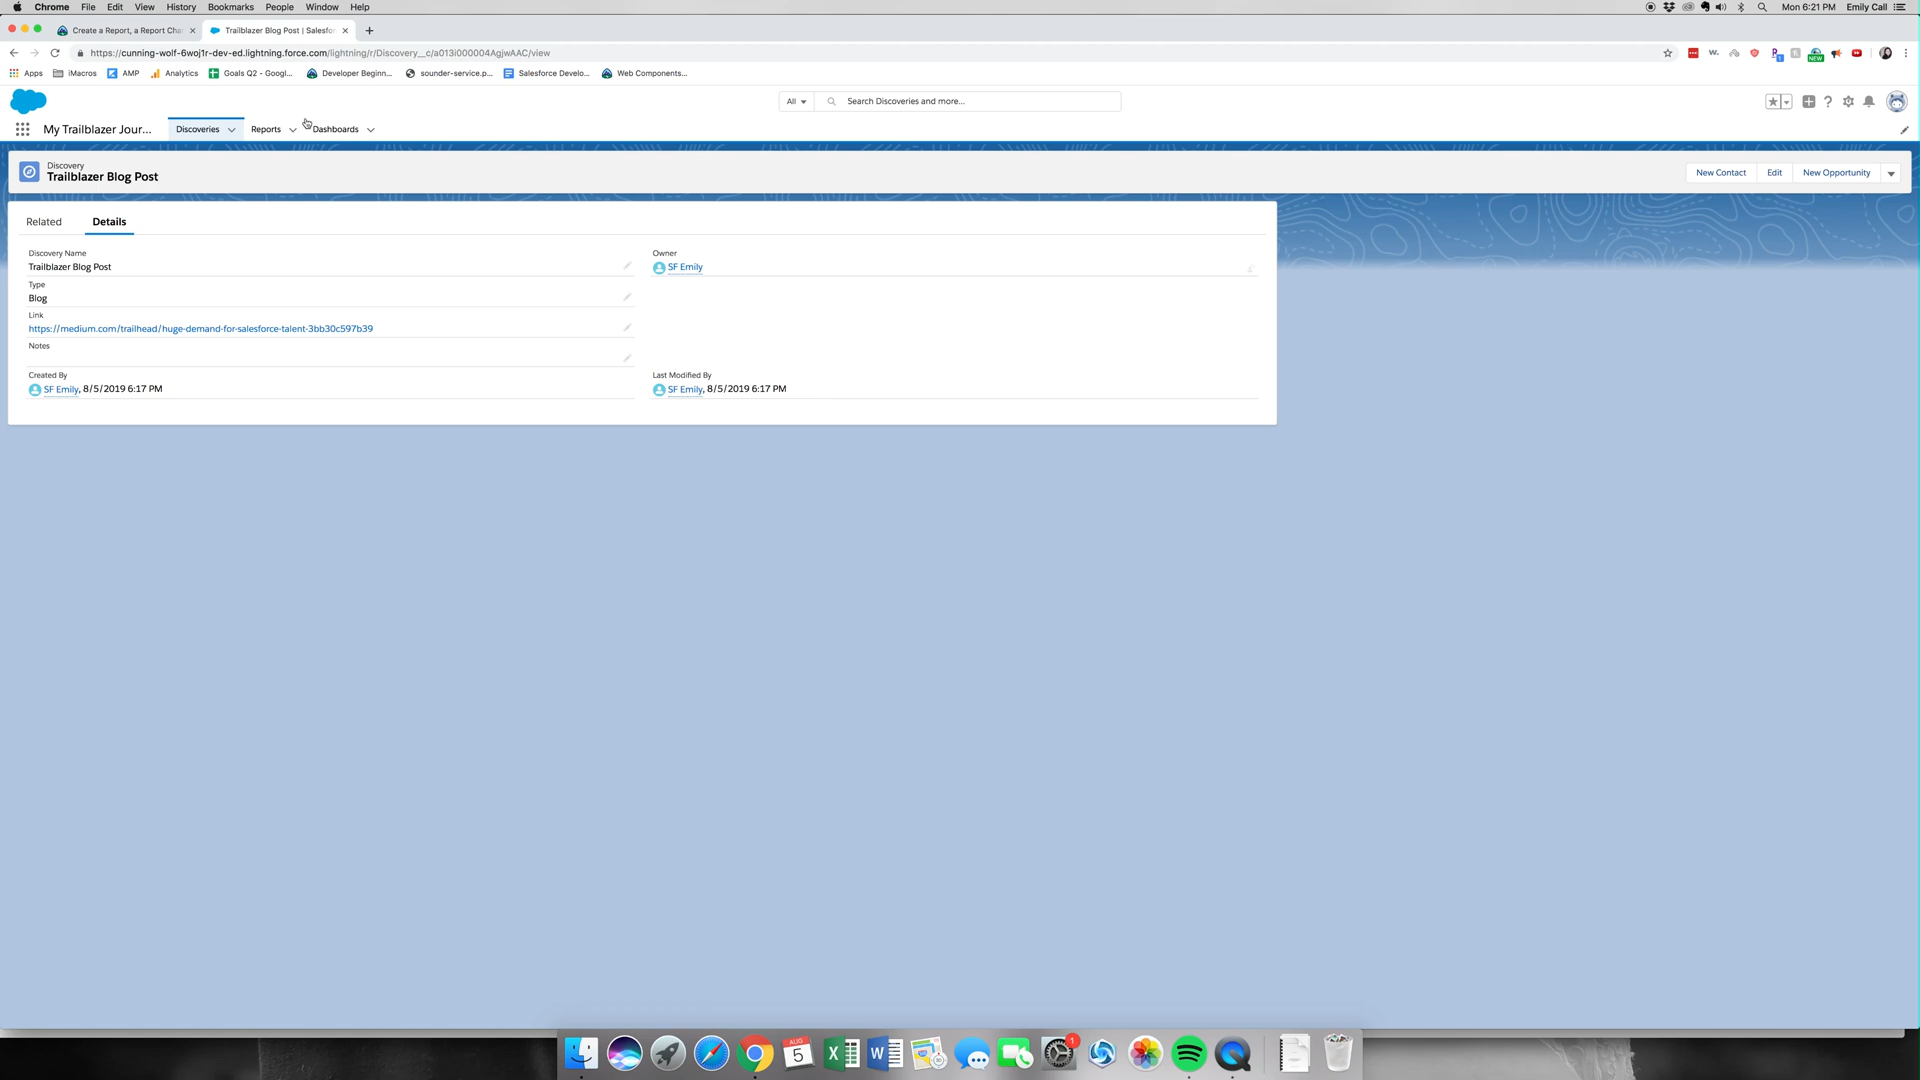 Chrome File Edit View History Bookmarks People Window Help Mon 6:21 PM Emily Call
Create a Report, a Report Cha Trailblazer Blog Post | Salesfor
https://cunning-wolf-6woj1r-dev-ed.lightning.force.com/lightning/r/Discovery__c/a013i000004AgjwAAC/view
NEW
Apps iMacros AMP Analytics Goals Q2 - Googl... Developer Beginn... sounder-service.p... Salesforce Develo... Web Components...
All Search Discoveries and more...
My Trailblazer Jour... Discoveries Reports Dashboards
Discovery
Trailblazer Blog Post
New Contact Edit New Opportunity
Related Details
Discovery Name
Trailblazer Blog Post
Owner
SF Emily
Type
Blog
Link
https://medium.com/trailhead/huge-demand-for-salesforce-talent-3bb30c597b39
Notes
Created By
SF Emily, 8/5/2019 6:17 PM
Last Modified By
SF Emily, 8/5/2019 6:17 PM
AUG
5
1